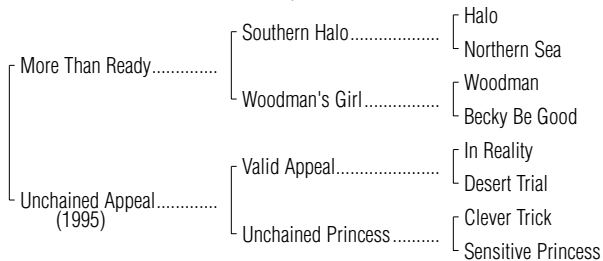 Halo
Southern Halo..................
Northern Sea
More Than Ready.............
Woodman
Woodman's Girl................
Becky Be Good
In Reality
Valid Appeal.....................
Desert Trial
Unchained Appeal............
(1995)
Clever Trick
Unchained Princess..........
Sensitive Princess